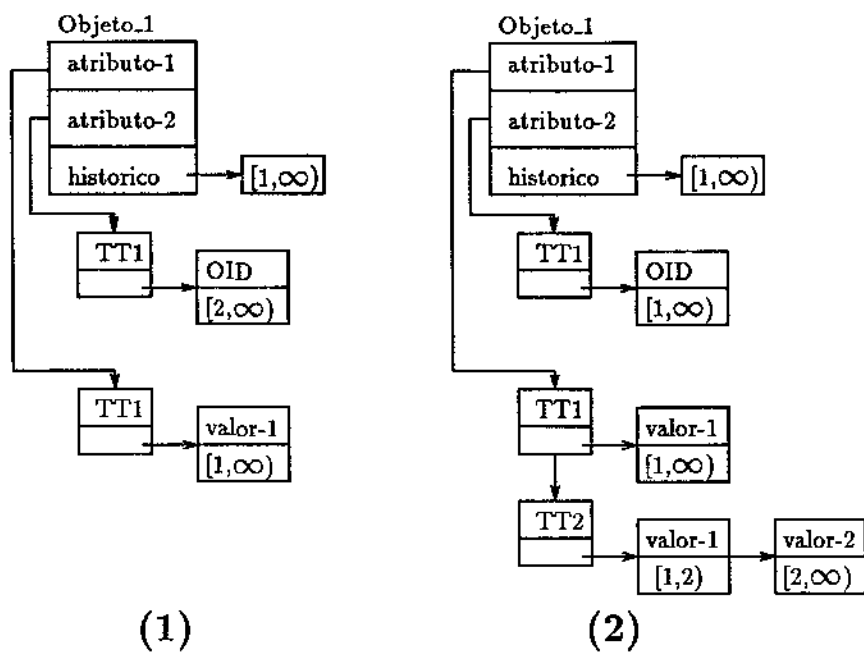 Objeto_1
atributo-1
atributo-2
historico
[1,∞)
TT1
OID
[2,∞)
TT1
valor-1
[1,∞)
(1)
Objeto_1
atributo-1
atributo-2
historico
[1,∞)
TT1
OID
[1,∞)
TT1
valor-1
[1,∞)
TT2
valor-1
[1,2)
valor-2
[2,∞)
(2)